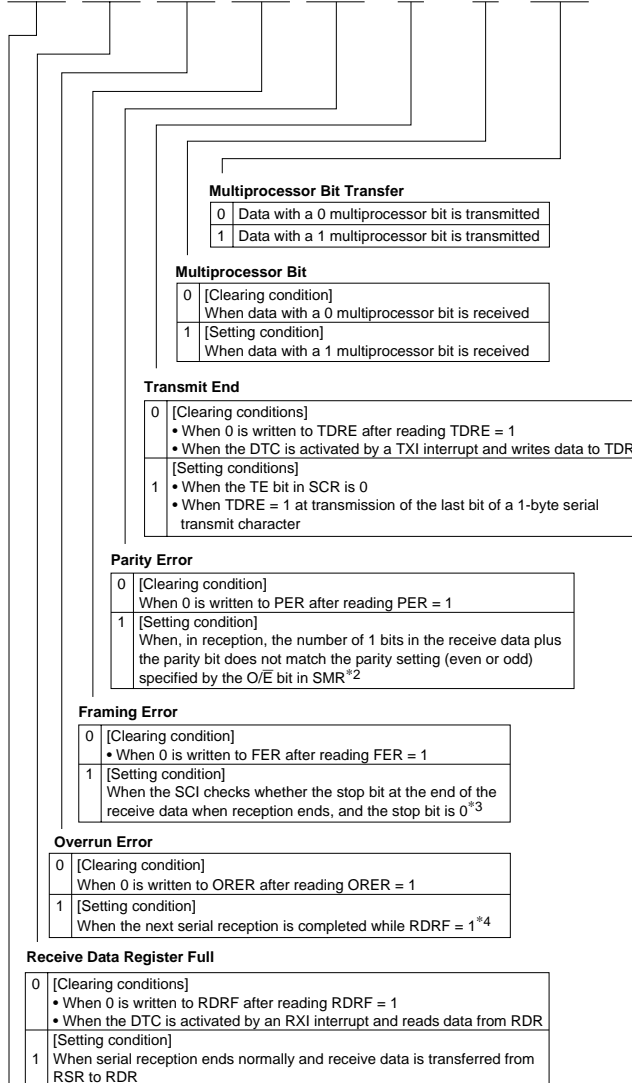 Multiprocessor Bit Transfer
0 Data with a 0 multiprocessor bit is transmitted
1 Data with a 1 multiprocessor bit is transmitted
Multiprocessor Bit
0 [Clearing condition]
When data with a 0 multiprocessor bit is received
1 [Setting condition]
When data with a 1 multiprocessor bit is received
Transmit End
0 [Clearing conditions]
• When 0 is written to TDRE after reading TDRE = 1
• When the DTC is activated by a TXI interrupt and writes data to TDR
[Setting conditions]
1 • When the TE bit in SCR is 0
• When TDRE = 1 at transmission of the last bit of a 1-byte serial
transmit character
Parity Error
0 [Clearing condition]
When 0 is written to PER after reading PER = 1
1 [Setting condition]
When, in reception, the number of 1 bits in the receive data plus
the parity bit does not match the parity setting (even or odd)
specified by the O/E̅ bit in SMR*2
Framing Error
0 [Clearing condition]
• When 0 is written to FER after reading FER = 1
1 [Setting condition]
When the SCI checks whether the stop bit at the end of the
receive data when reception ends, and the stop bit is 0*3
Overrun Error
0 [Clearing condition]
When 0 is written to ORER after reading ORER = 1
1 [Setting condition]
When the next serial reception is completed while RDRF = 1*4
Receive Data Register Full
0 [Clearing conditions]
• When 0 is written to RDRF after reading RDRF = 1
• When the DTC is activated by an RXI interrupt and reads data from RDR
[Setting condition]
1 When serial reception ends normally and receive data is transferred from
RSR to RDR